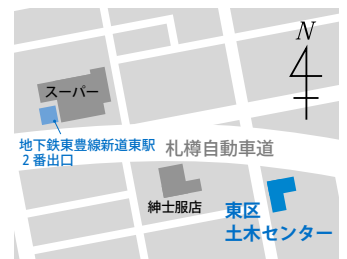 N
スーパー
地下鉄東豊線新道東駅
2番出口
札樽自動車道
紳士服店
東区
土木センター